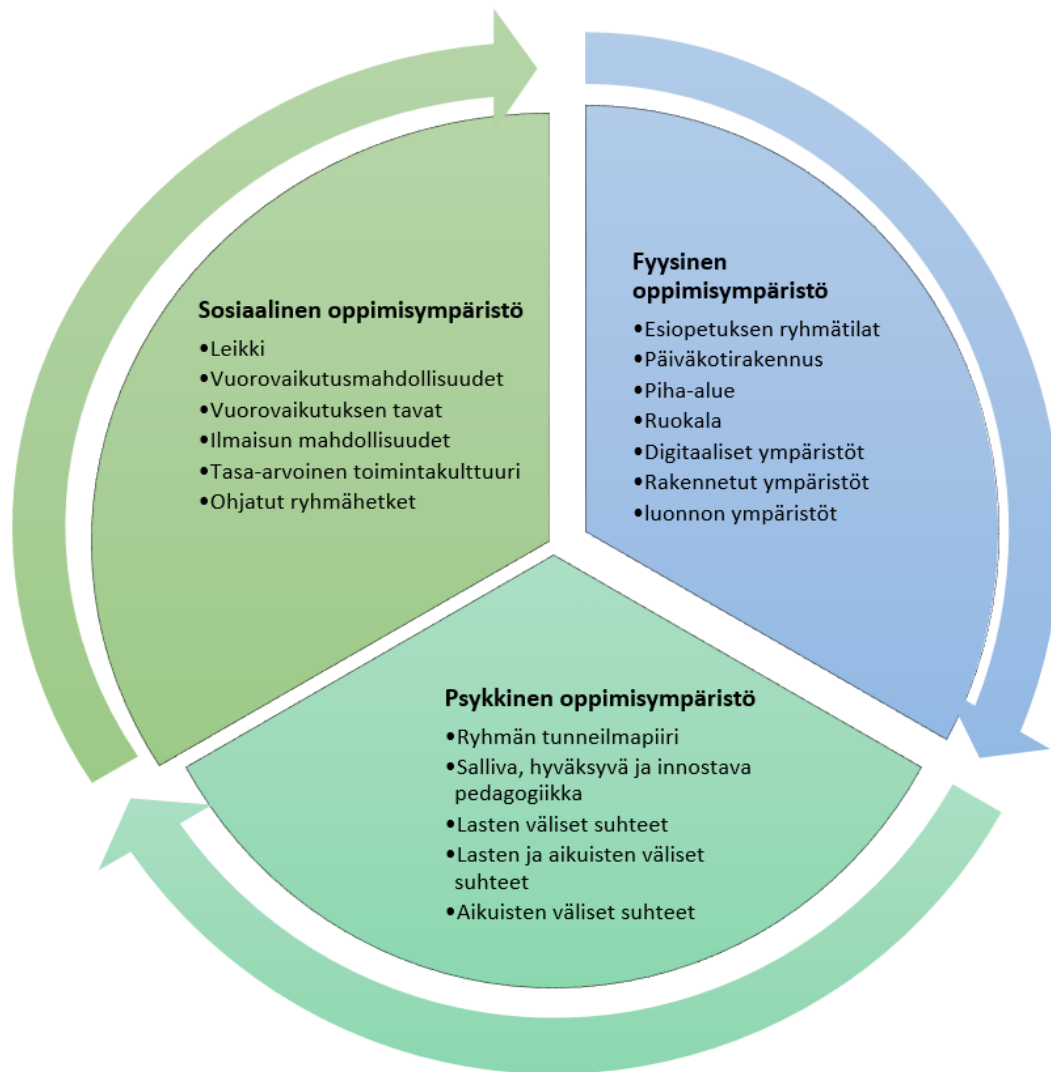 Sosiaalinen oppimisympäristö
•Leikki
•Vuorovaikutusmahdollisuudet
•Vuorovaikutuksen tavat
•Ilmaisun mahdollisuudet
•Tasa-arvoinen toimintakulttuuri
•Ohjatut ryhmähetket
Fyysinen
oppimisympäristö
•Esiopetuksen ryhmätilat
•Päiväkotirakennus
•Piha-alue
•Ruokala
•Digitaaliset ympäristöt
•Rakennetut ympäristöt
•luonnon ympäristöt
Psykkinen oppimisympäristö
•Ryhmän tunneilmapiiri
•Salliva, hyväksyvä ja innostava
pedagogiikka
•Lasten väliset suhteet
•Lasten ja aikuisten väliset
suhteet
•Aikuisten väliset suhteet